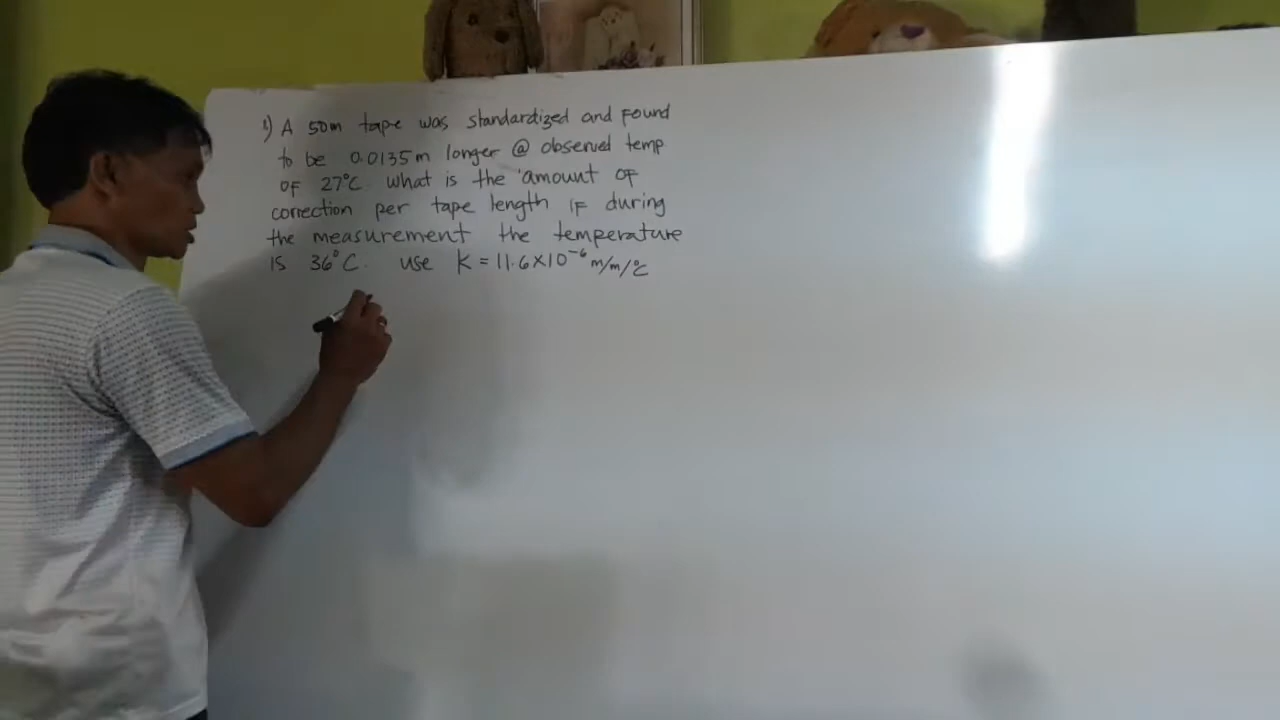 1) A 50m tape was standardized and found
to be 0.0135m longer @ observed temp
of 27°C. what is the amount of
correction per tape length if during
the measurement the temperature
is 36°C. use K = 11.6x10⁻⁶ m/m/°C